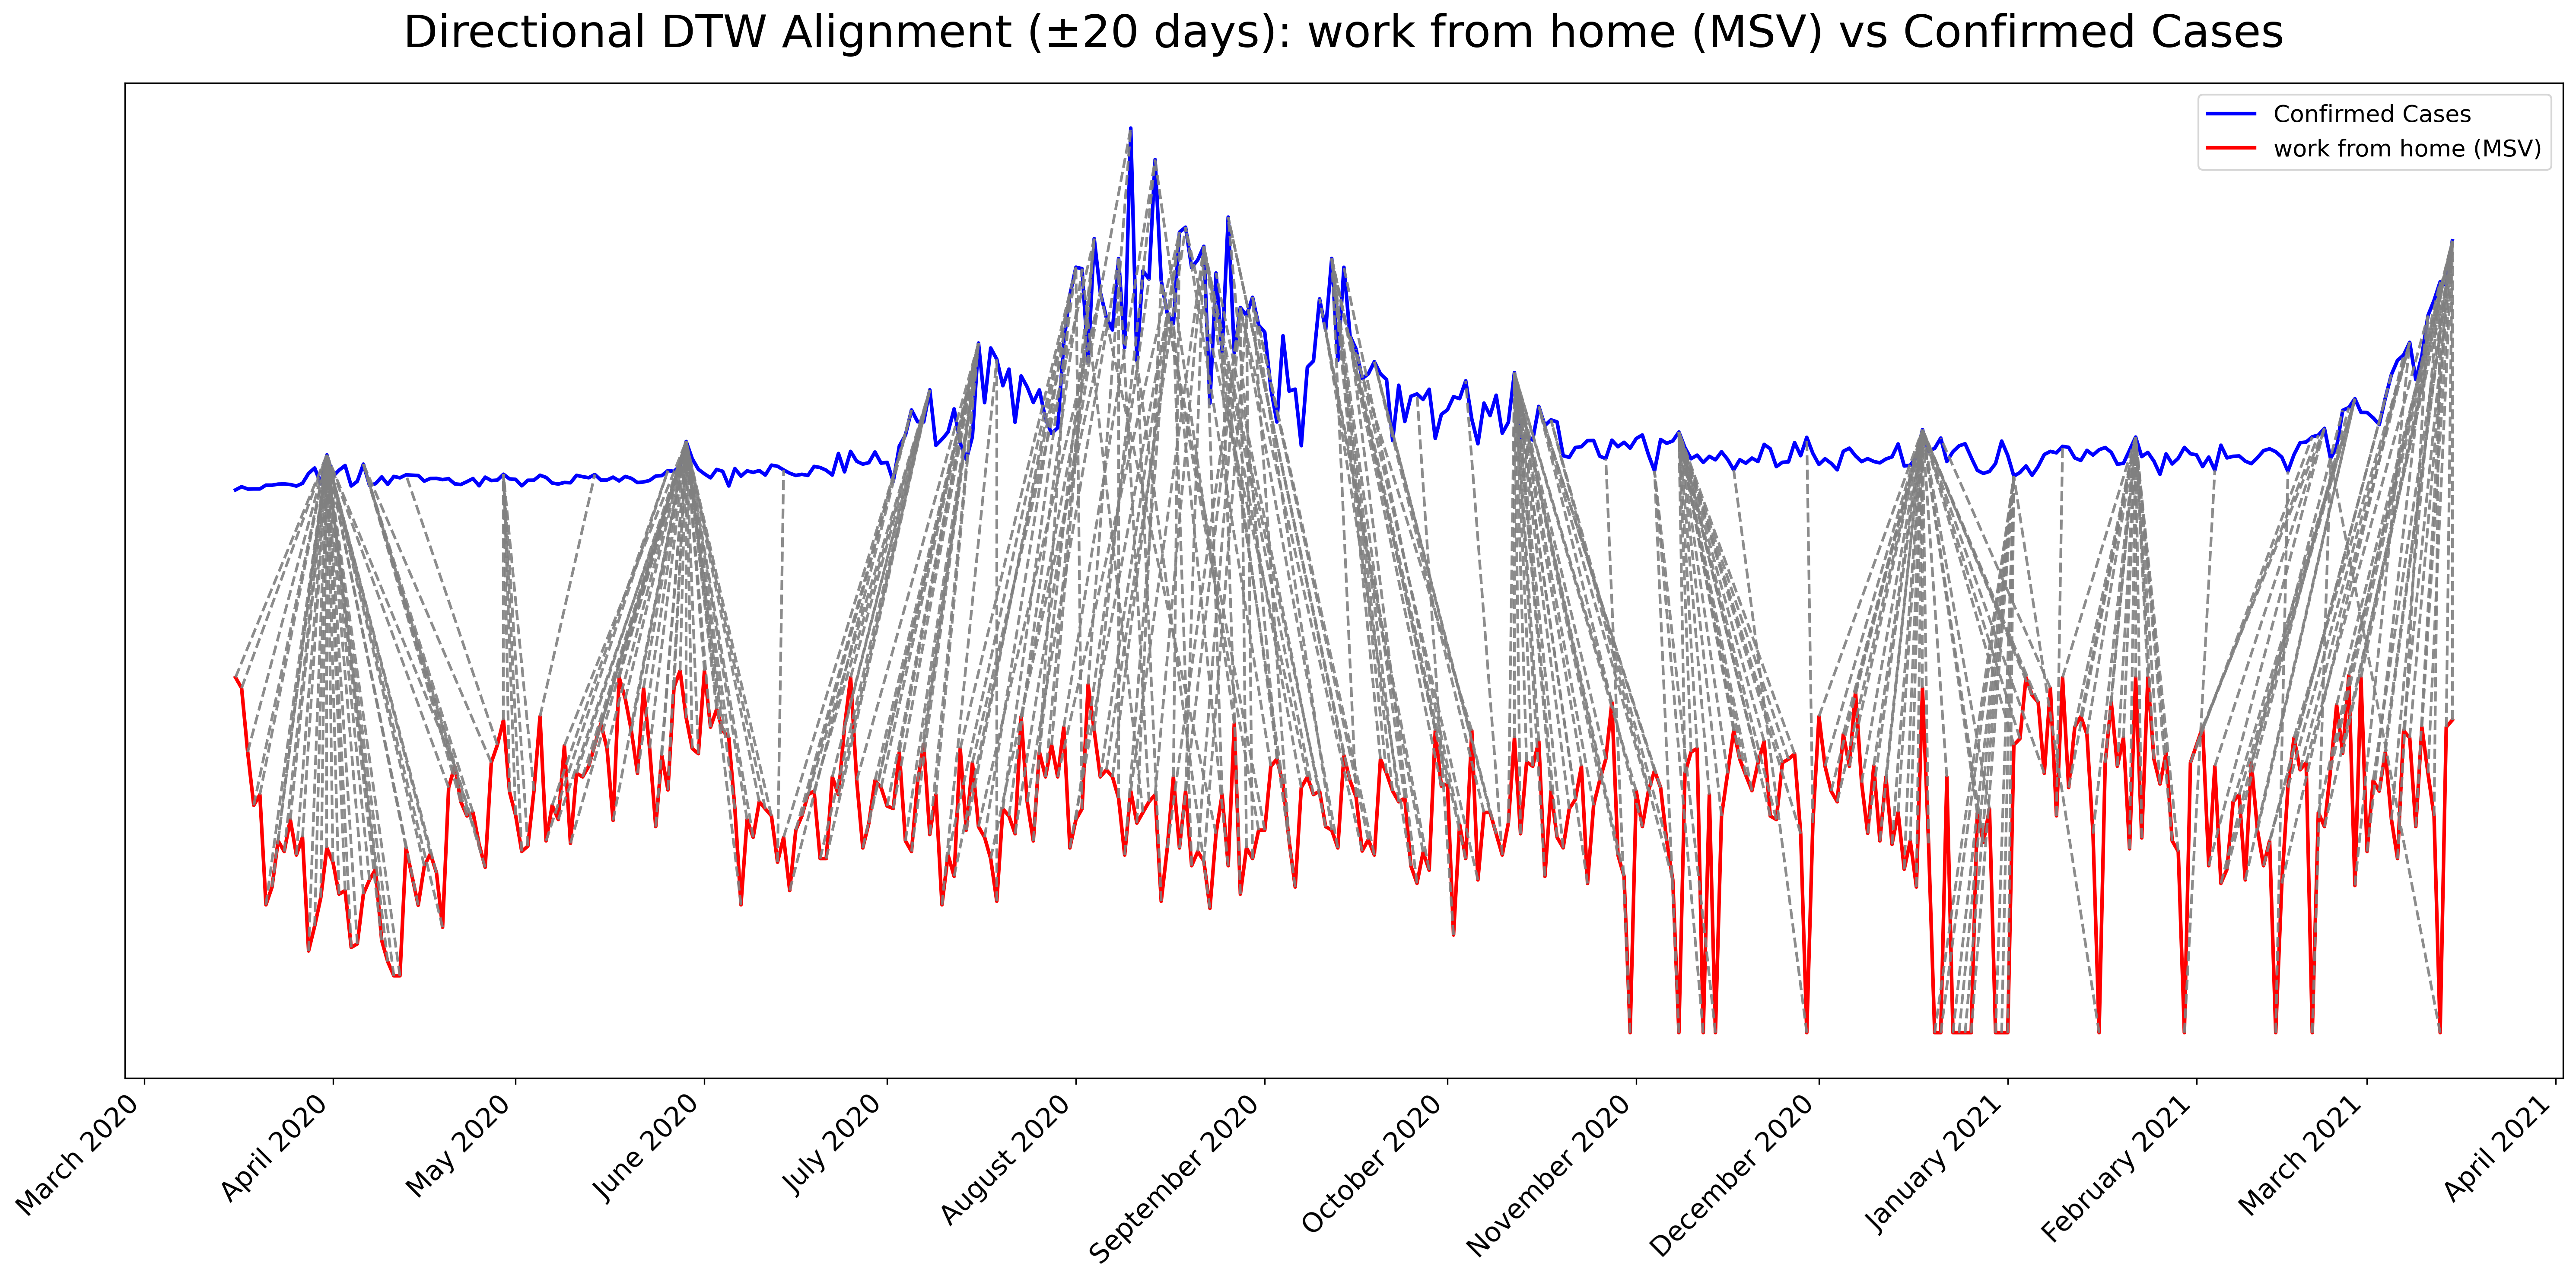 Directional DTW Alignment (±20 days): work from home (MSV) vs Confirmed Cases
Confirmed Cases
work from home (MSV)
March 2020
April 2020
May 2020
June 2020
July 2020
August 2020
September 2020
October 2020
November 2020
December 2020
January 2021
February 2021
March 2021
April 2021